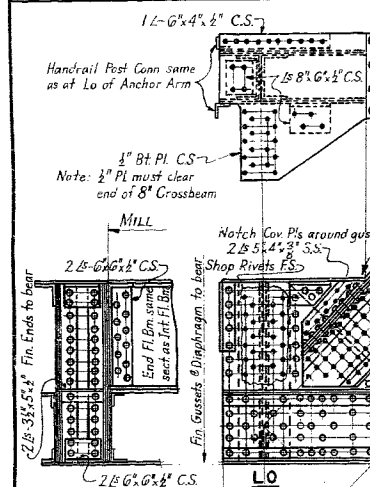 1 L-6"x4"x½" C.S.
Handrail Post Conn same
as at Lo of Anchor Arm
Ls 8"x6"x½" C.S.
½" Bt. Pl. C.S
Note: ½" Pl. must clear
end of 8" Crossbeam
MILL
Notch Cov. Pls around gus
2 Ls 5"x4"x⅜" S.S.
Shop Rivets F.S.
2 Ls-6"x6"x½" C.S.
Fin. Ends to bear
2 Ls-3½"x5"x½"
End Fl. Bm. same
sect as Int. Fl. Bm.
Fin Gussets & Diaphragm to bear
2 Ls 6"x6"x½" C.S.
LO